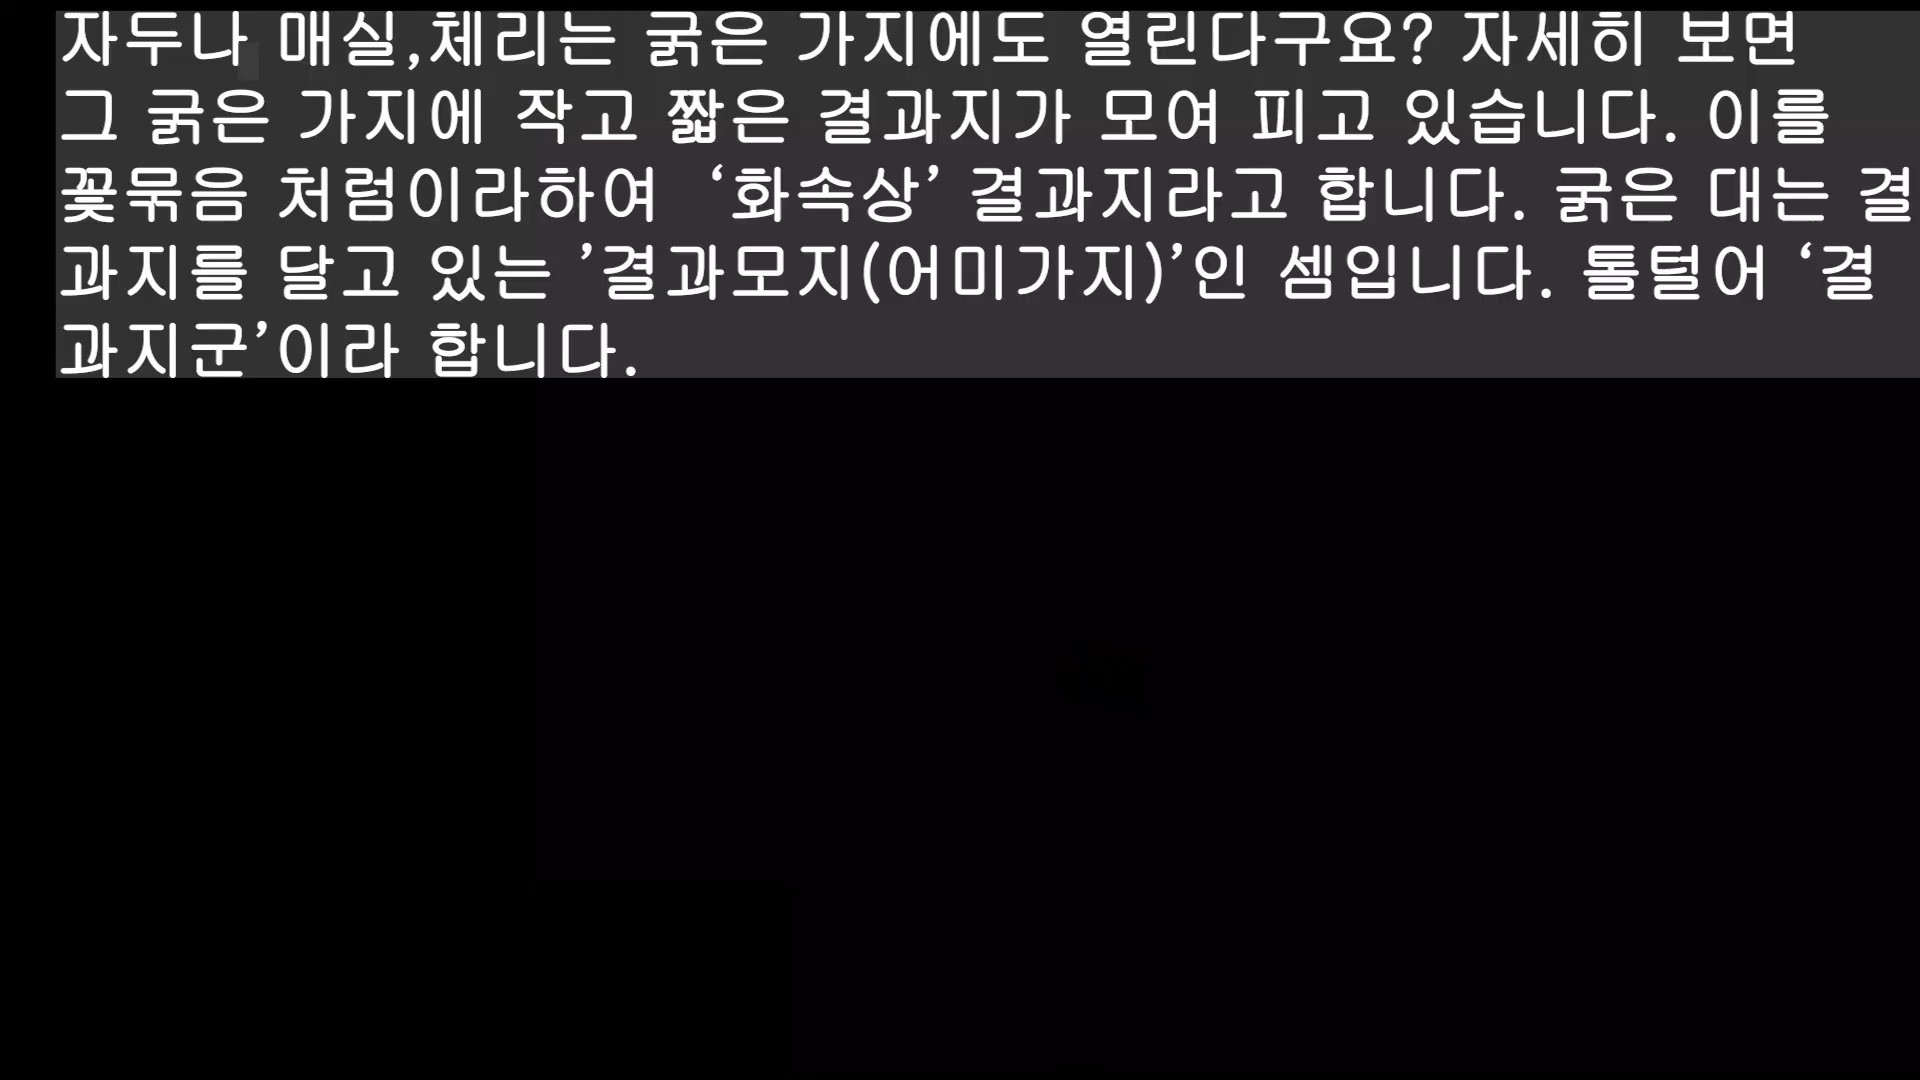 자두나 매실,체리는 굵은 가지에도 열린다구요? 자세히 보면
그 굵은 가지에 작고 짧은 결과지가 모여 피고 있습니다. 이를
꽃묶음 처럼이라하여 ‘화속상’ 결과지라고 합니다. 굵은 대는 결
과지를 달고 있는 ’결과모지(어미가지)’인 셈입니다. 톨털어 ‘결
과지군’이라 합니다.